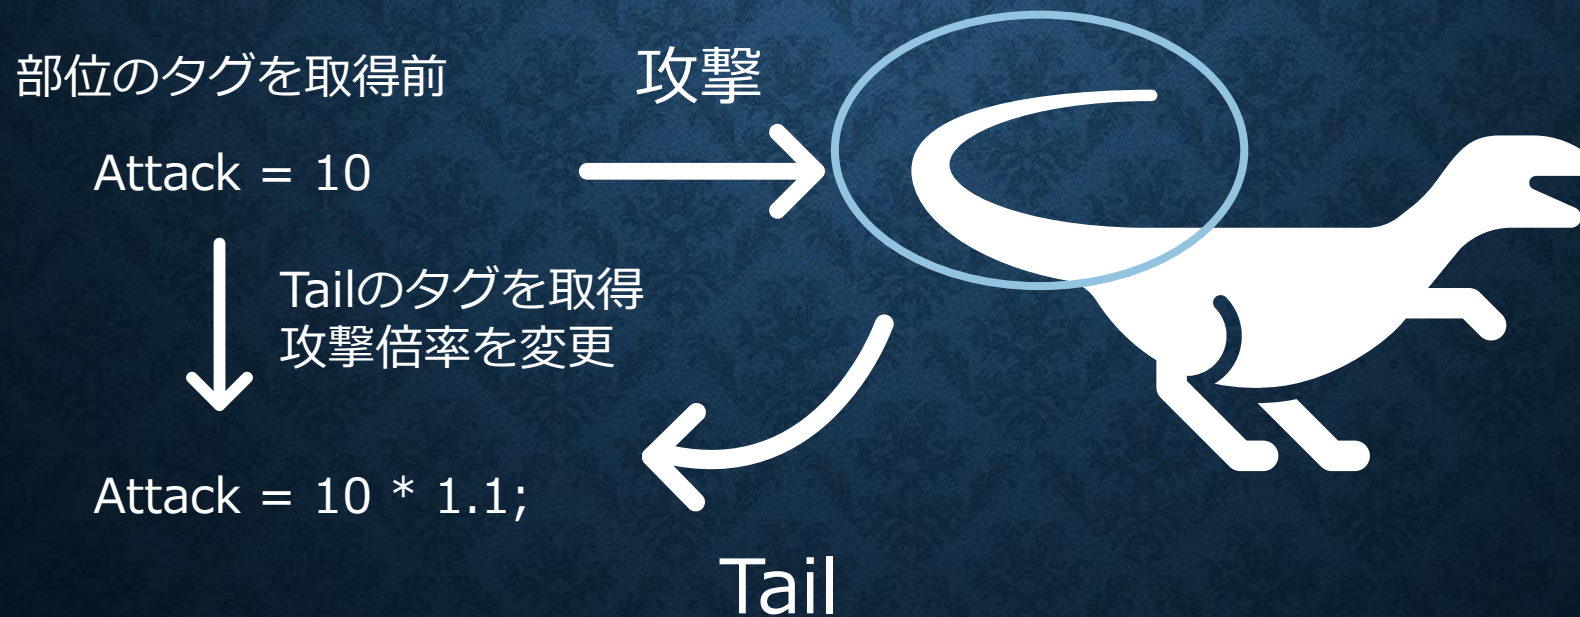 部位のタグを取得前
攻撃
Attack = 10
Tailのタグを取得
攻撃倍率を変更
Attack = 10 * 1.1;
Tail